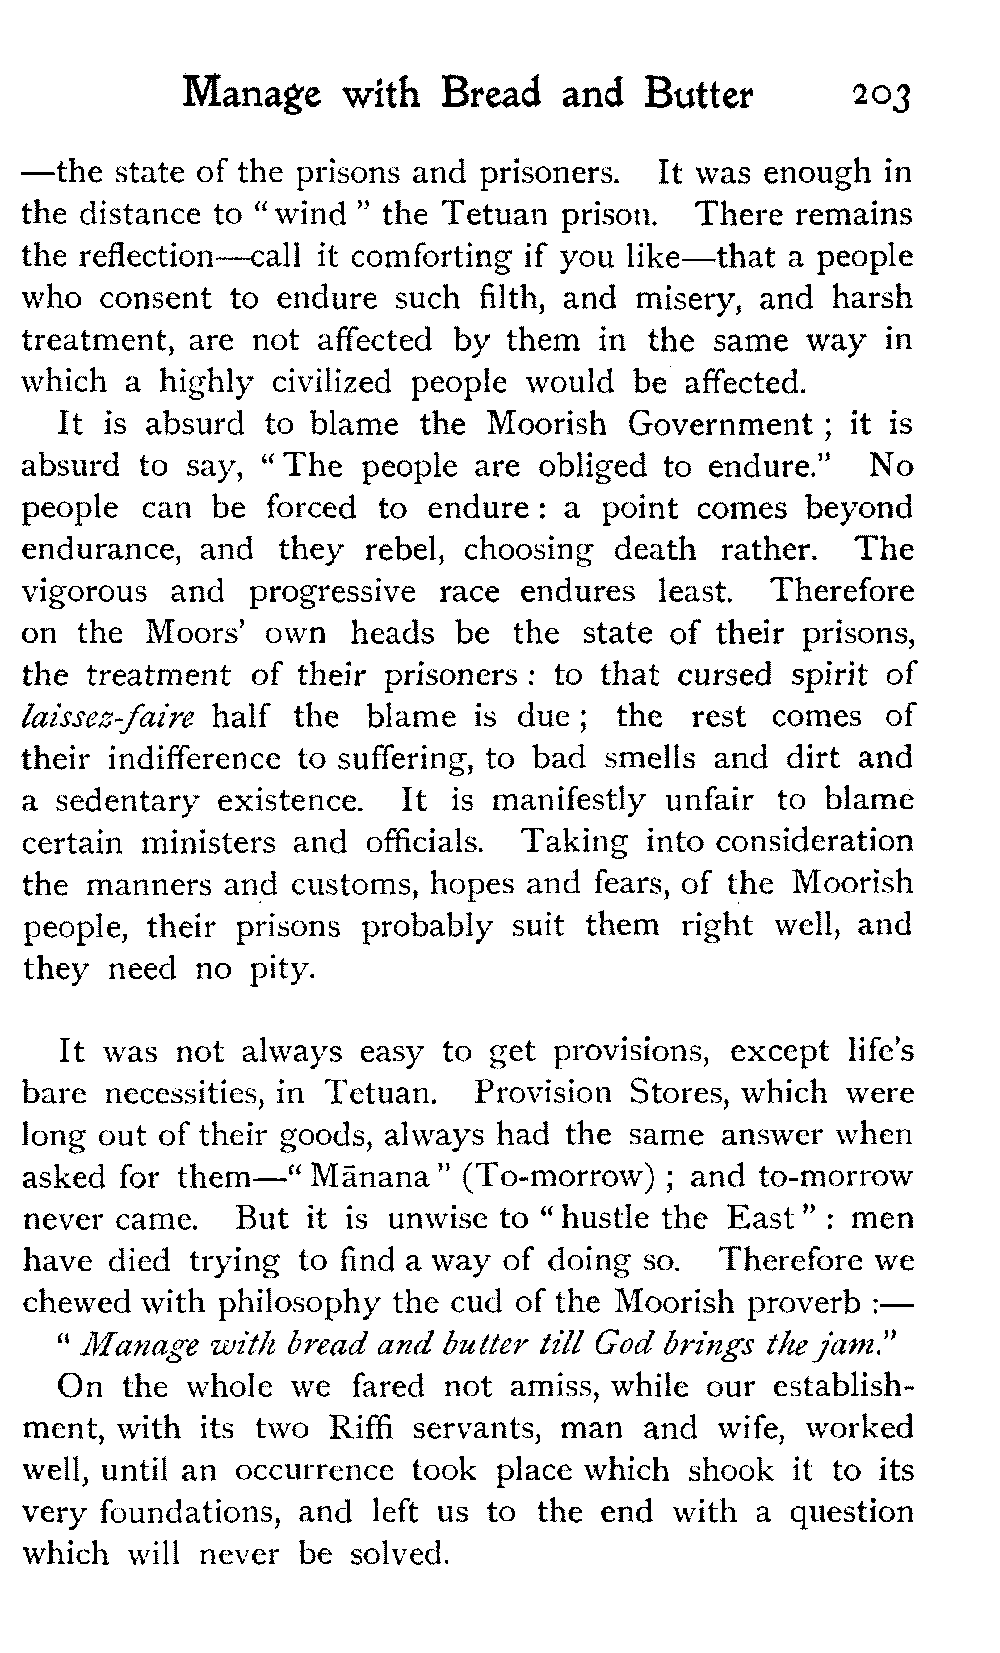 Manage with Bread and Butter 203
—the state of the prisons and prisoners. It was enough in
the distance to “wind” the Tetuan prison. There remains
the reflection—call it comforting if you like—that a people
who consent to endure such filth, and misery, and harsh
treatment, are not affected by them in the same way in
which a highly civilized people would be affected.
It is absurd to blame the Moorish Government; it is
absurd to say, “The people are obliged to endure.” No
people can be forced to endure: a point comes beyond
endurance, and they rebel, choosing death rather. The
vigorous and progressive race endures least. Therefore
on the Moors’ own heads be the state of their prisons,
the treatment of their prisoners: to that cursed spirit of
laissez-faire half the blame is due; the rest comes of
their indifference to suffering, to bad smells and dirt and
a sedentary existence. It is manifestly unfair to blame
certain ministers and officials. Taking into consideration
the manners and customs, hopes and fears, of the Moorish
people, their prisons probably suit them right well, and
they need no pity.
It was not always easy to get provisions, except life’s
bare necessities, in Tetuan. Provision Stores, which were
long out of their goods, always had the same answer when
asked for them—“Mānana” (To-morrow); and to-morrow
never came. But it is unwise to “hustle the East”: men
have died trying to find a way of doing so. Therefore we
chewed with philosophy the cud of the Moorish proverb:—
“Manage with bread and butter till God brings the jam.”
On the whole we fared not amiss, while our establish-
ment, with its two Riffi servants, man and wife, worked
well, until an occurrence took place which shook it to its
very foundations, and left us to the end with a question
which will never be solved.